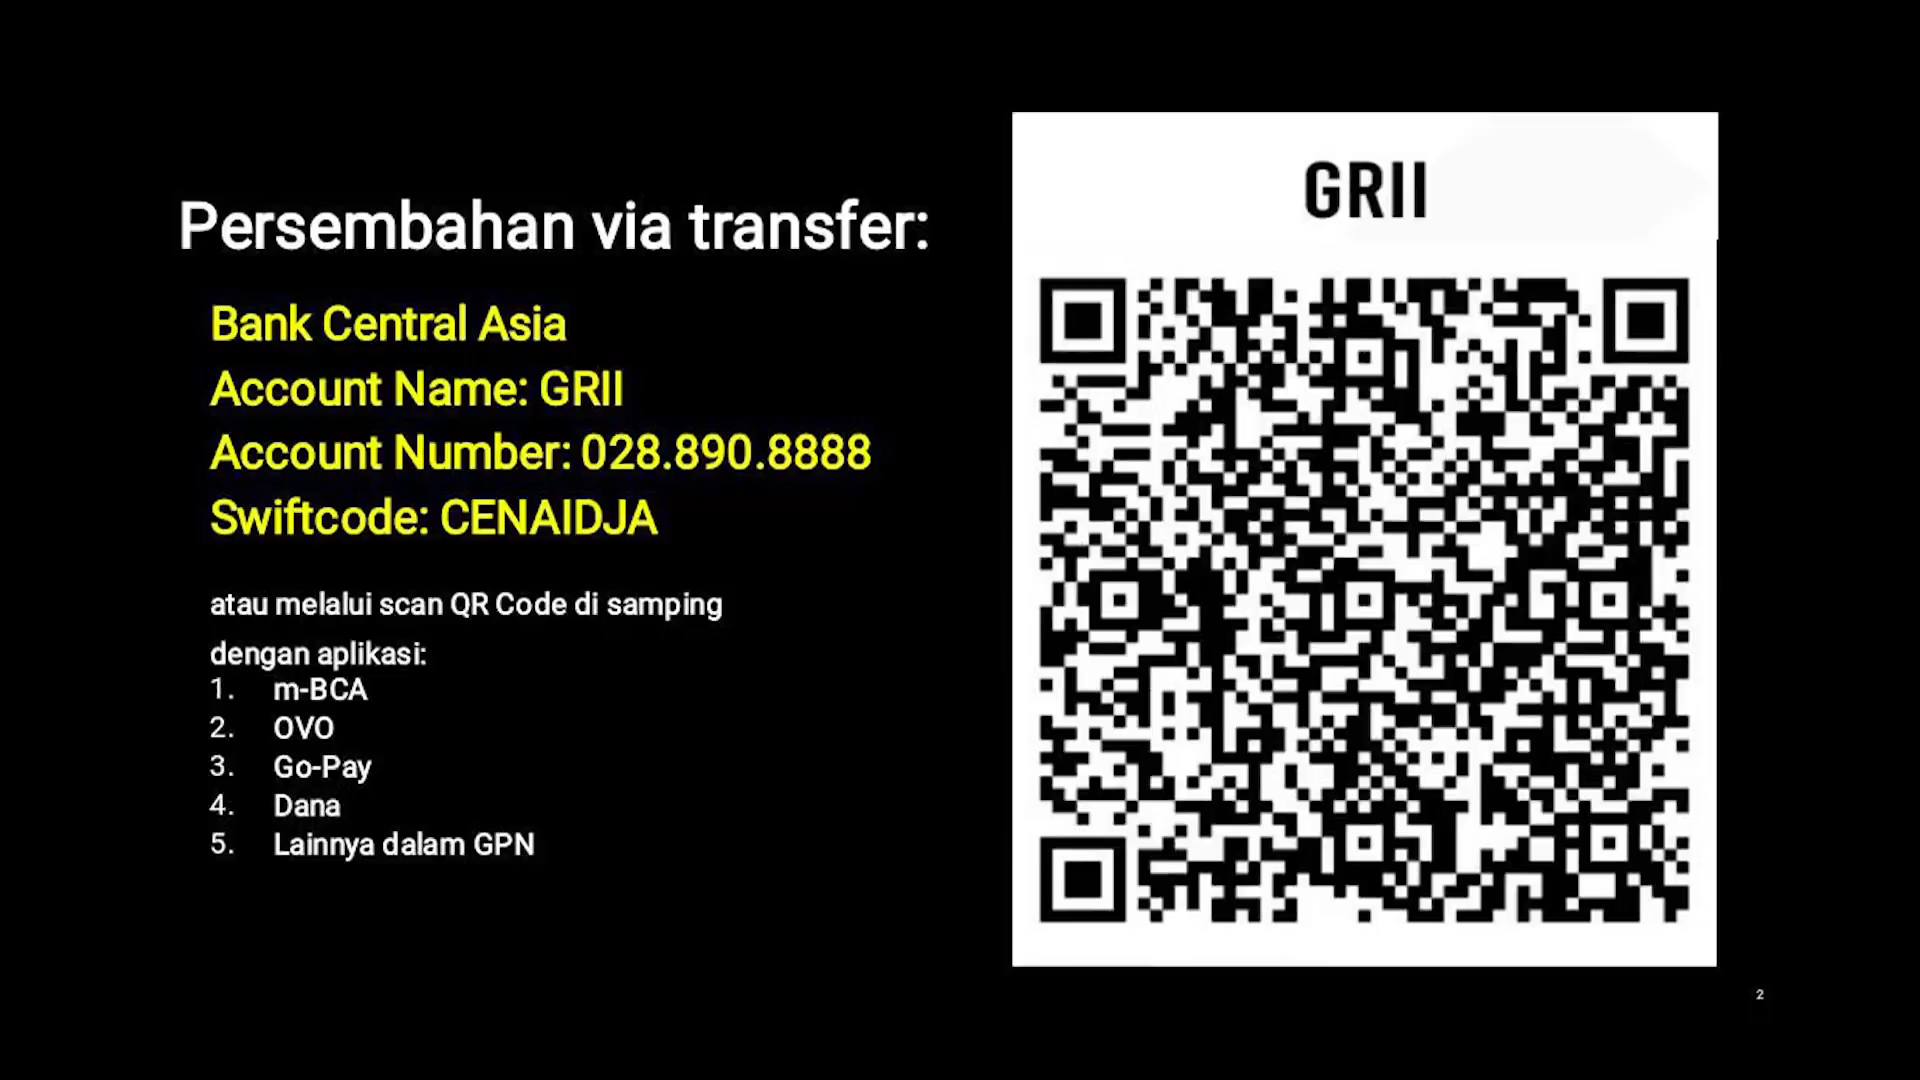 Persembahan via transfer:
Bank Central Asia
Account Name: GRII
Account Number: 028.890.8888
Swiftcode: CENAIDJA
atau melalui scan QR Code di samping
dengan aplikasi:
1. m-BCA
2. OVO
3. Go-Pay
4. Dana
5. Lainnya dalam GPN
GRII
2